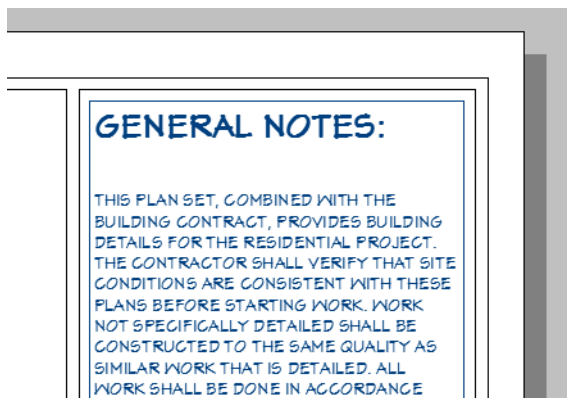 GENERAL NOTES:
THIS PLAN SET, COMBINED WITH THE
BUILDING CONTRACT, PROVIDES BUILDING
DETAILS FOR THE RESIDENTIAL PROJECT.
THE CONTRACTOR SHALL VERIFY THAT SITE
CONDITIONS ARE CONSISTENT WITH THESE
PLANS BEFORE STARTING WORK. WORK
NOT SPECIFICALLY DETAILED SHALL BE
CONSTRUCTED TO THE SAME QUALITY AS
SIMILAR WORK THAT IS DETAILED. ALL
WORK SHALL BE DONE IN ACCORDANCE